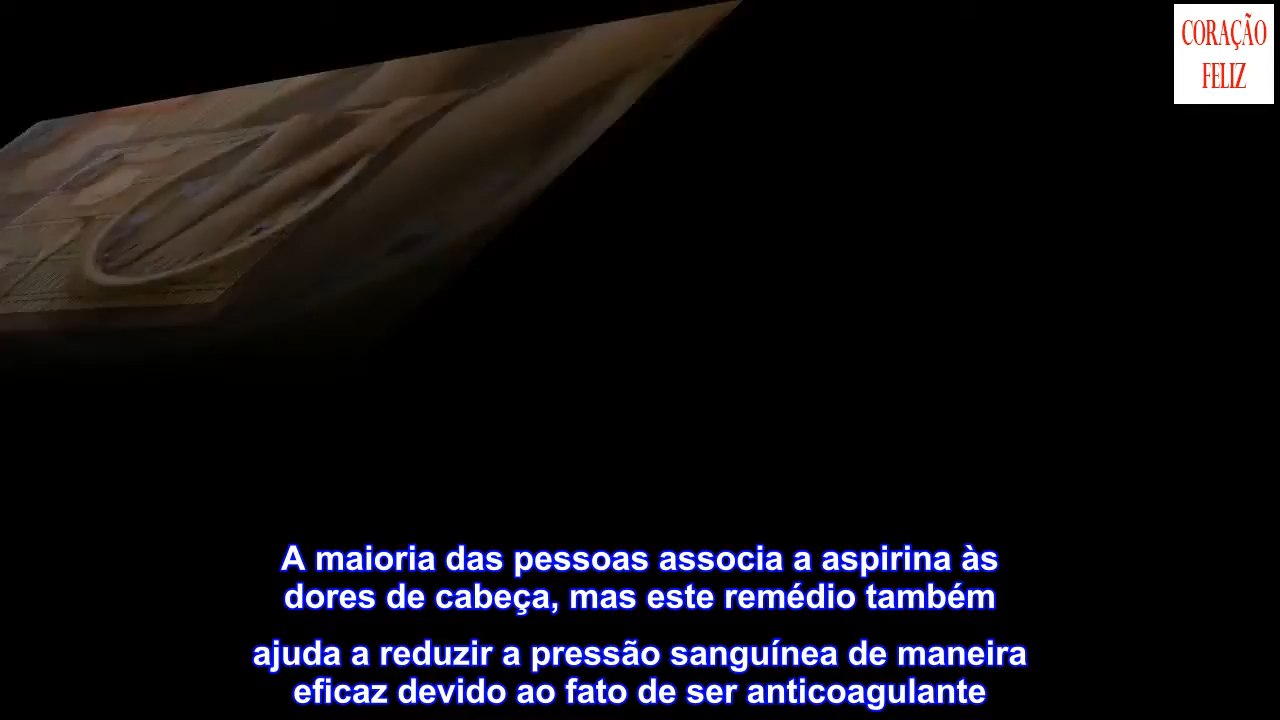 CORAÇÃO
FELIZ
A maioria das pessoas associa a aspirina às
dores de cabeça, mas este remédio também
ajuda a reduzir a pressão sanguínea de maneira
eficaz devido ao fato de ser anticoagulante